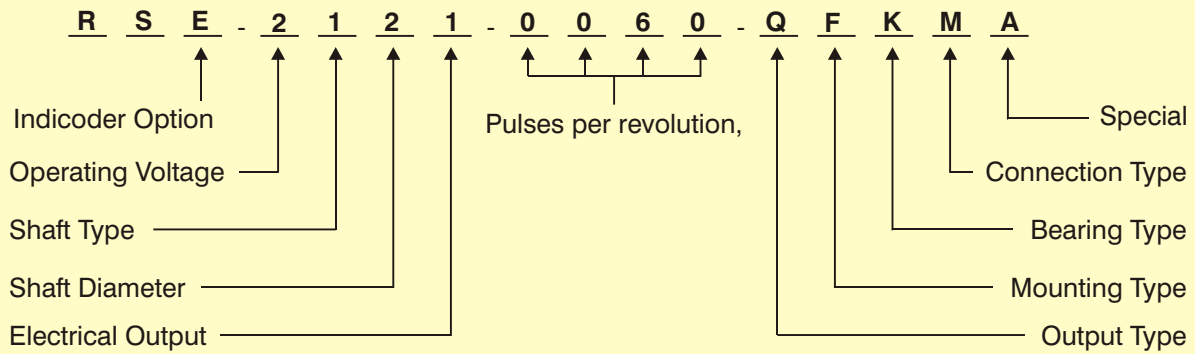 R S E - 2 1 2 1 - 0 0 6 0 - Q F K M A
Indicoder Option
Pulses per revolution,
Special
Operating Voltage
Connection Type
Shaft Type
Bearing Type
Shaft Diameter
Mounting Type
Electrical Output
Output Type